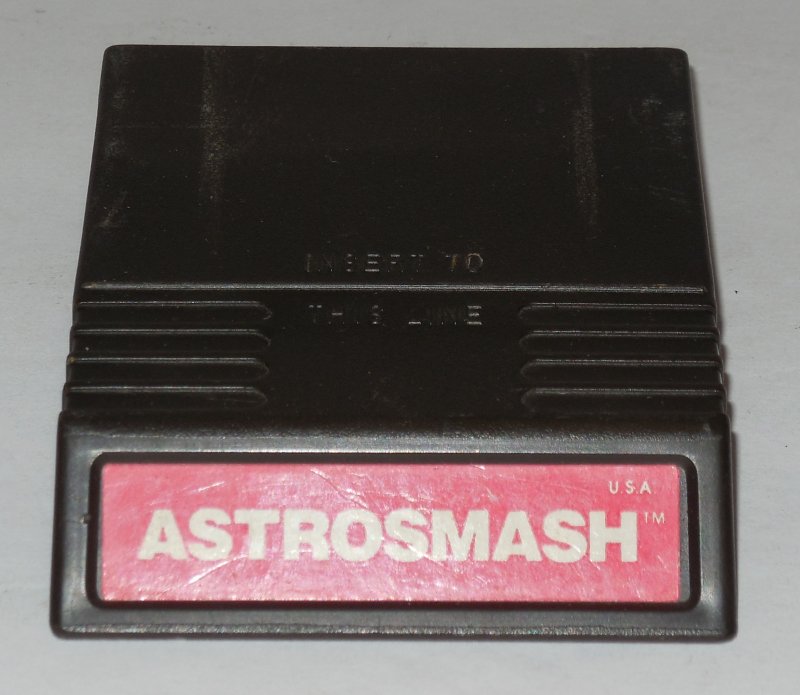 INSERT TO
THIS LINE
U.S.A.
ASTROSMASH™